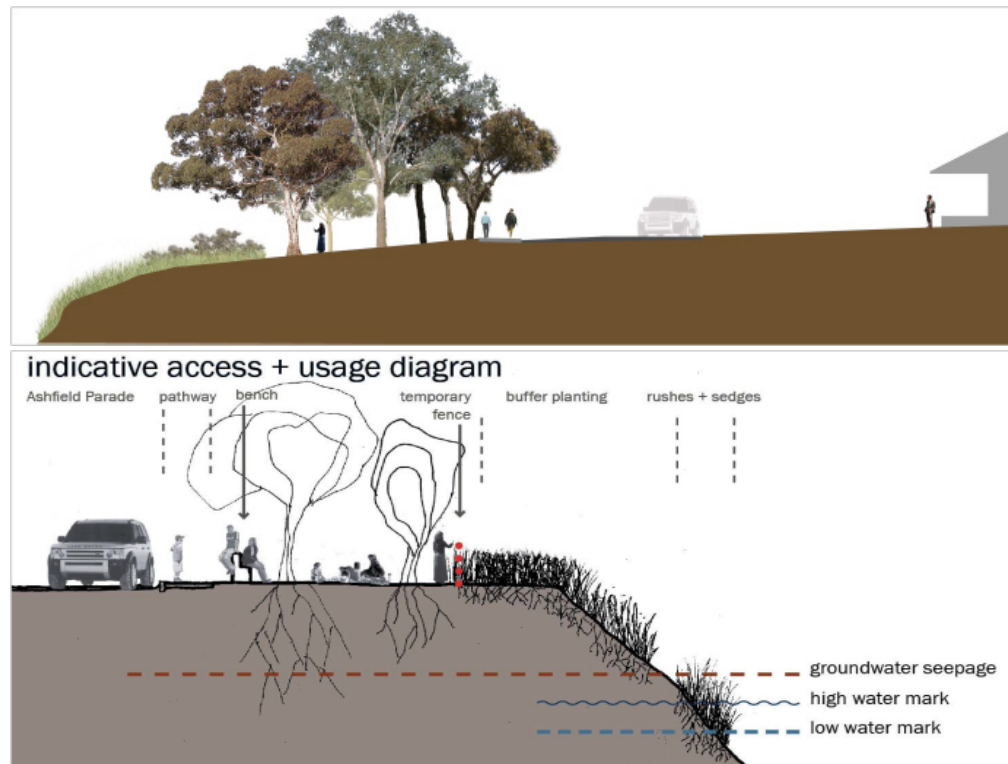 indicative access + usage diagram
Ashfield Parade
pathway
bench
temporary
fence
buffer planting
rushes + sedges
groundwater seepage
high water mark
low water mark